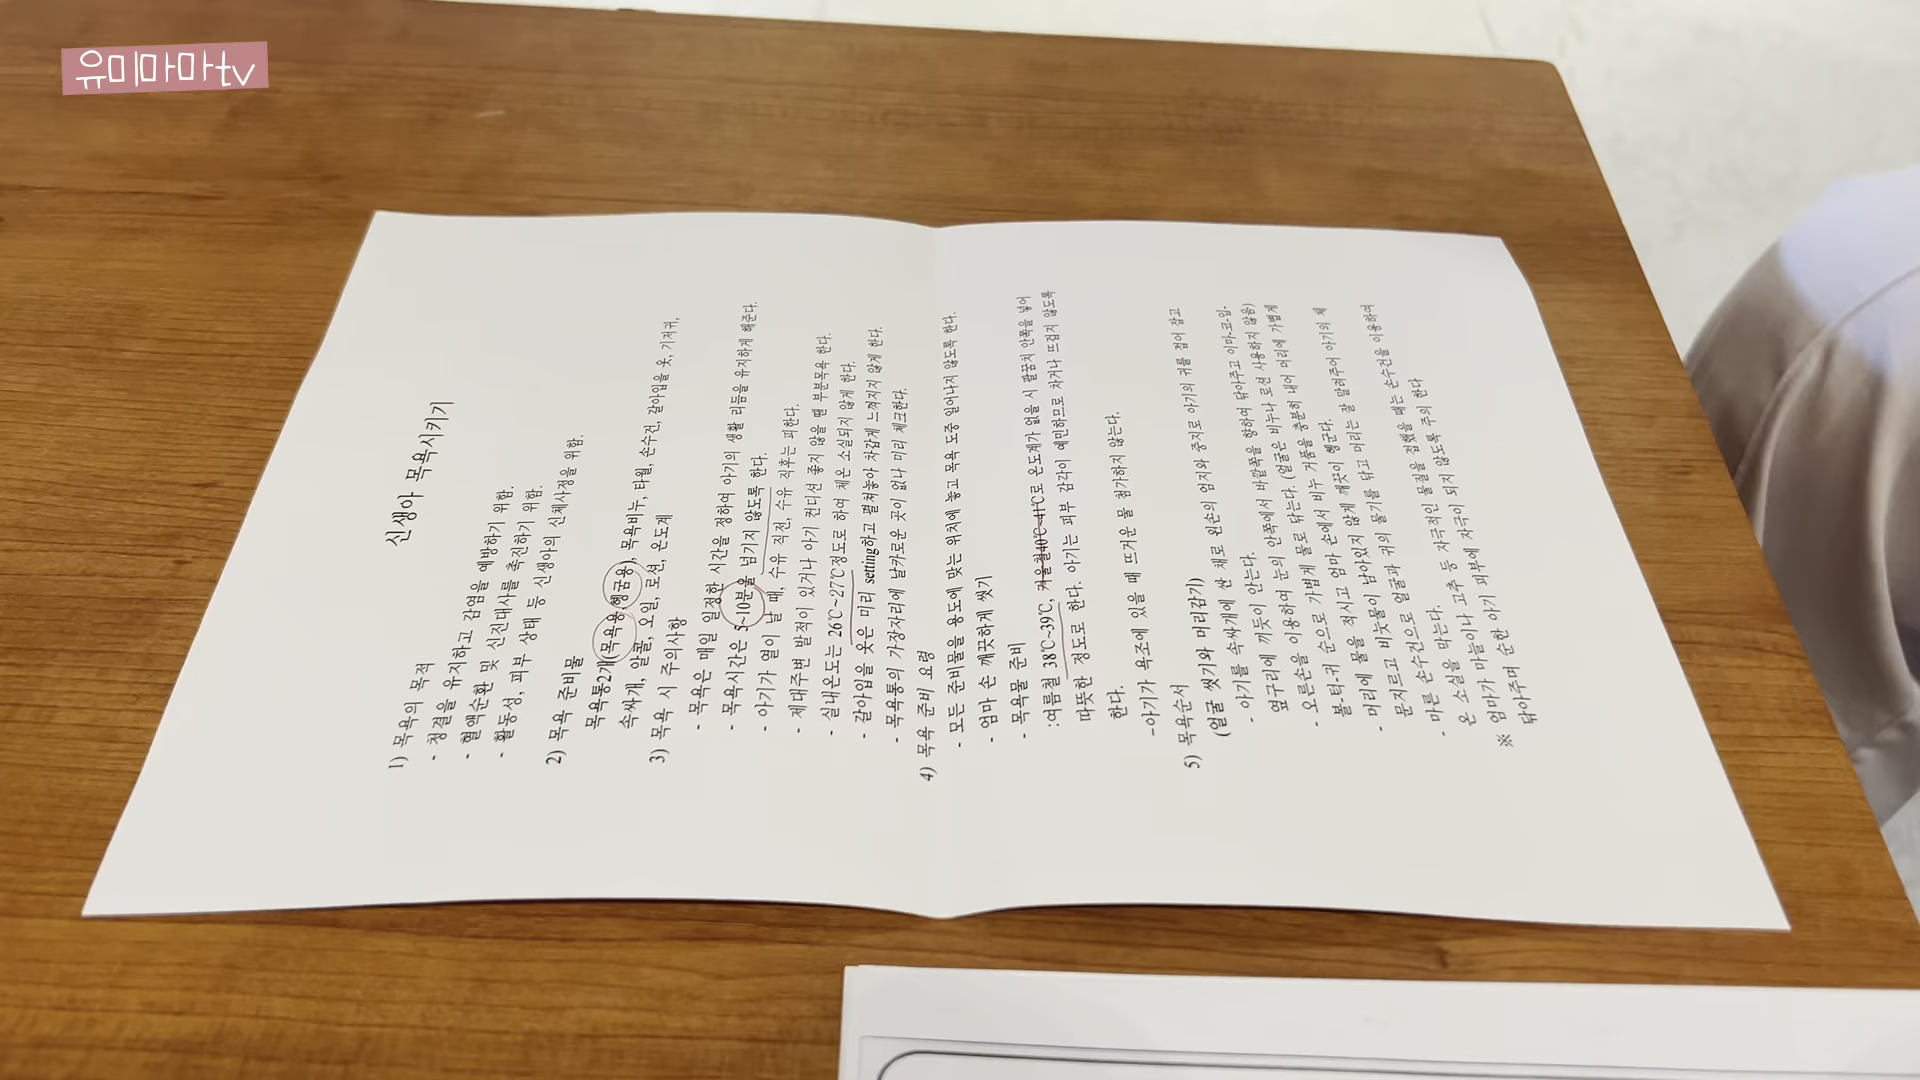 유미마마tv
신생아 목욕시키기
1) 목욕의 목적
- 청결을 유지하고 감염을 예방하기 위함.
- 혈액순환 및 신진대사를 촉진하기 위함.
- 활동성, 피부 상태 등 신생아의 신체사정을 위함.
2) 목욕 준비물
목욕통2개(목욕용,헹굼용), 목욕비누, 타월, 손수건, 갈아입을 옷, 기저귀,
속싸개, 알콜, 오일, 로션, 온도계
3) 목욕 시 주의사항
- 목욕은 매일 일정한 시간을 정하여 아기의 생활 리듬을 유지하게 해준다.
- 목욕시간은 5~10분을 넘기지 않도록 한다.
- 아기가 열이 날 때, 수유 직전, 수유 직후는 피한다.
- 제대주변 발적이 있거나 아기 컨디션 좋지 않을 땐 부분목욕 한다.
- 실내온도는 26℃~27℃정도로 하여 체온 소실되지 않게 한다.
- 갈아입을 옷은 미리 setting하고 펼쳐놓아 차갑게 느껴지지 않게 한다.
- 목욕통의 가장자리에 날카로운 곳이 없나 미리 체크한다.
4) 목욕 준비 요령
- 모든 준비물을 용도에 맞는 위치에 놓고 목욕 도중 일어나지 않도록 한다.
- 엄마 손 깨끗하게 씻기
- 목욕물 준비
:여름철 38℃~39℃, 겨울철40℃~41℃로 온도계가 없을 시 팔꿈치 안쪽을 넣어
따뜻한 정도로 한다. 아기는 피부 감각이 예민하므로 차거나 뜨겁지 않도록
한다.
-아기가 욕조에 있을 때 뜨거운 물 첨가하지 않는다.
5) 목욕순서
(얼굴 씻기와 머리감기)
- 아기를 속싸개에 싼 채로 왼손의 엄지와 중지로 아기의 귀를 접어 잡고
옆구리에 끼듯이 안는다.
- 오른손을 이용하여 눈의 안쪽에서 바깥쪽을 향하여 닦아주고 이마-코-입-
볼-턱-귀 순으로 가볍게 물로 닦는다. (얼굴은 비누나 로션 사용하지 않음)
- 머리에 물을 적시고 엄마 손에서 비누 거품을 충분히 내어 머리에 가볍게
문지르고 비눗물이 남아있지 않게 깨끗이 헹군다.
- 마른 손수건으로 얼굴과 귀의 물기를 닦고 머리는 잘 말려주어 아기의 체
온 소실을 막는다.
※ 엄마가 마늘이나 고추 등 자극적인 물질을 접했을 때는 손수건을 이용하여
닦아주며 순한 아기 피부에 자극이 되지 않도록 주의 한다